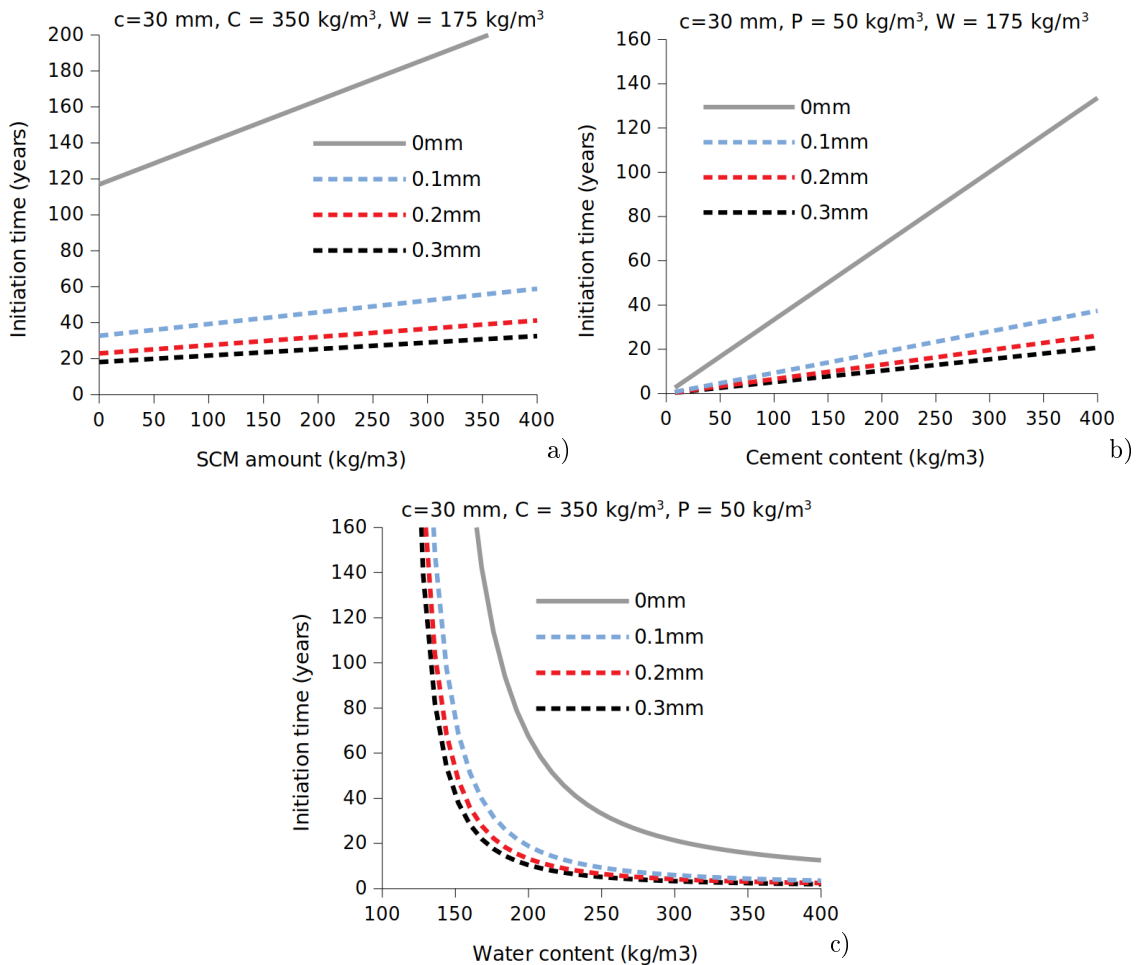 c=30 mm, C = 350 kg/m³, W = 175 kg/m³
200
180
160
140
120
100
80
60
40
20
0
0 50 100 150 200 250 300 350 400
Initiation time (years)
SCM amount (kg/m3)
0mm
0.1mm
0.2mm
0.3mm
a)
c=30 mm, P = 50 kg/m³, W = 175 kg/m³
160
140
120
100
80
60
40
20
0
0 50 100 150 200 250 300 350 400
Initiation time (years)
Cement content (kg/m3)
0mm
0.1mm
0.2mm
0.3mm
b)
c=30 mm, C = 350 kg/m³, P = 50 kg/m³
160
140
120
100
80
60
40
20
0
100 150 200 250 300 350 400
Initiation time (years)
Water content (kg/m3)
0mm
0.1mm
0.2mm
0.3mm
c)